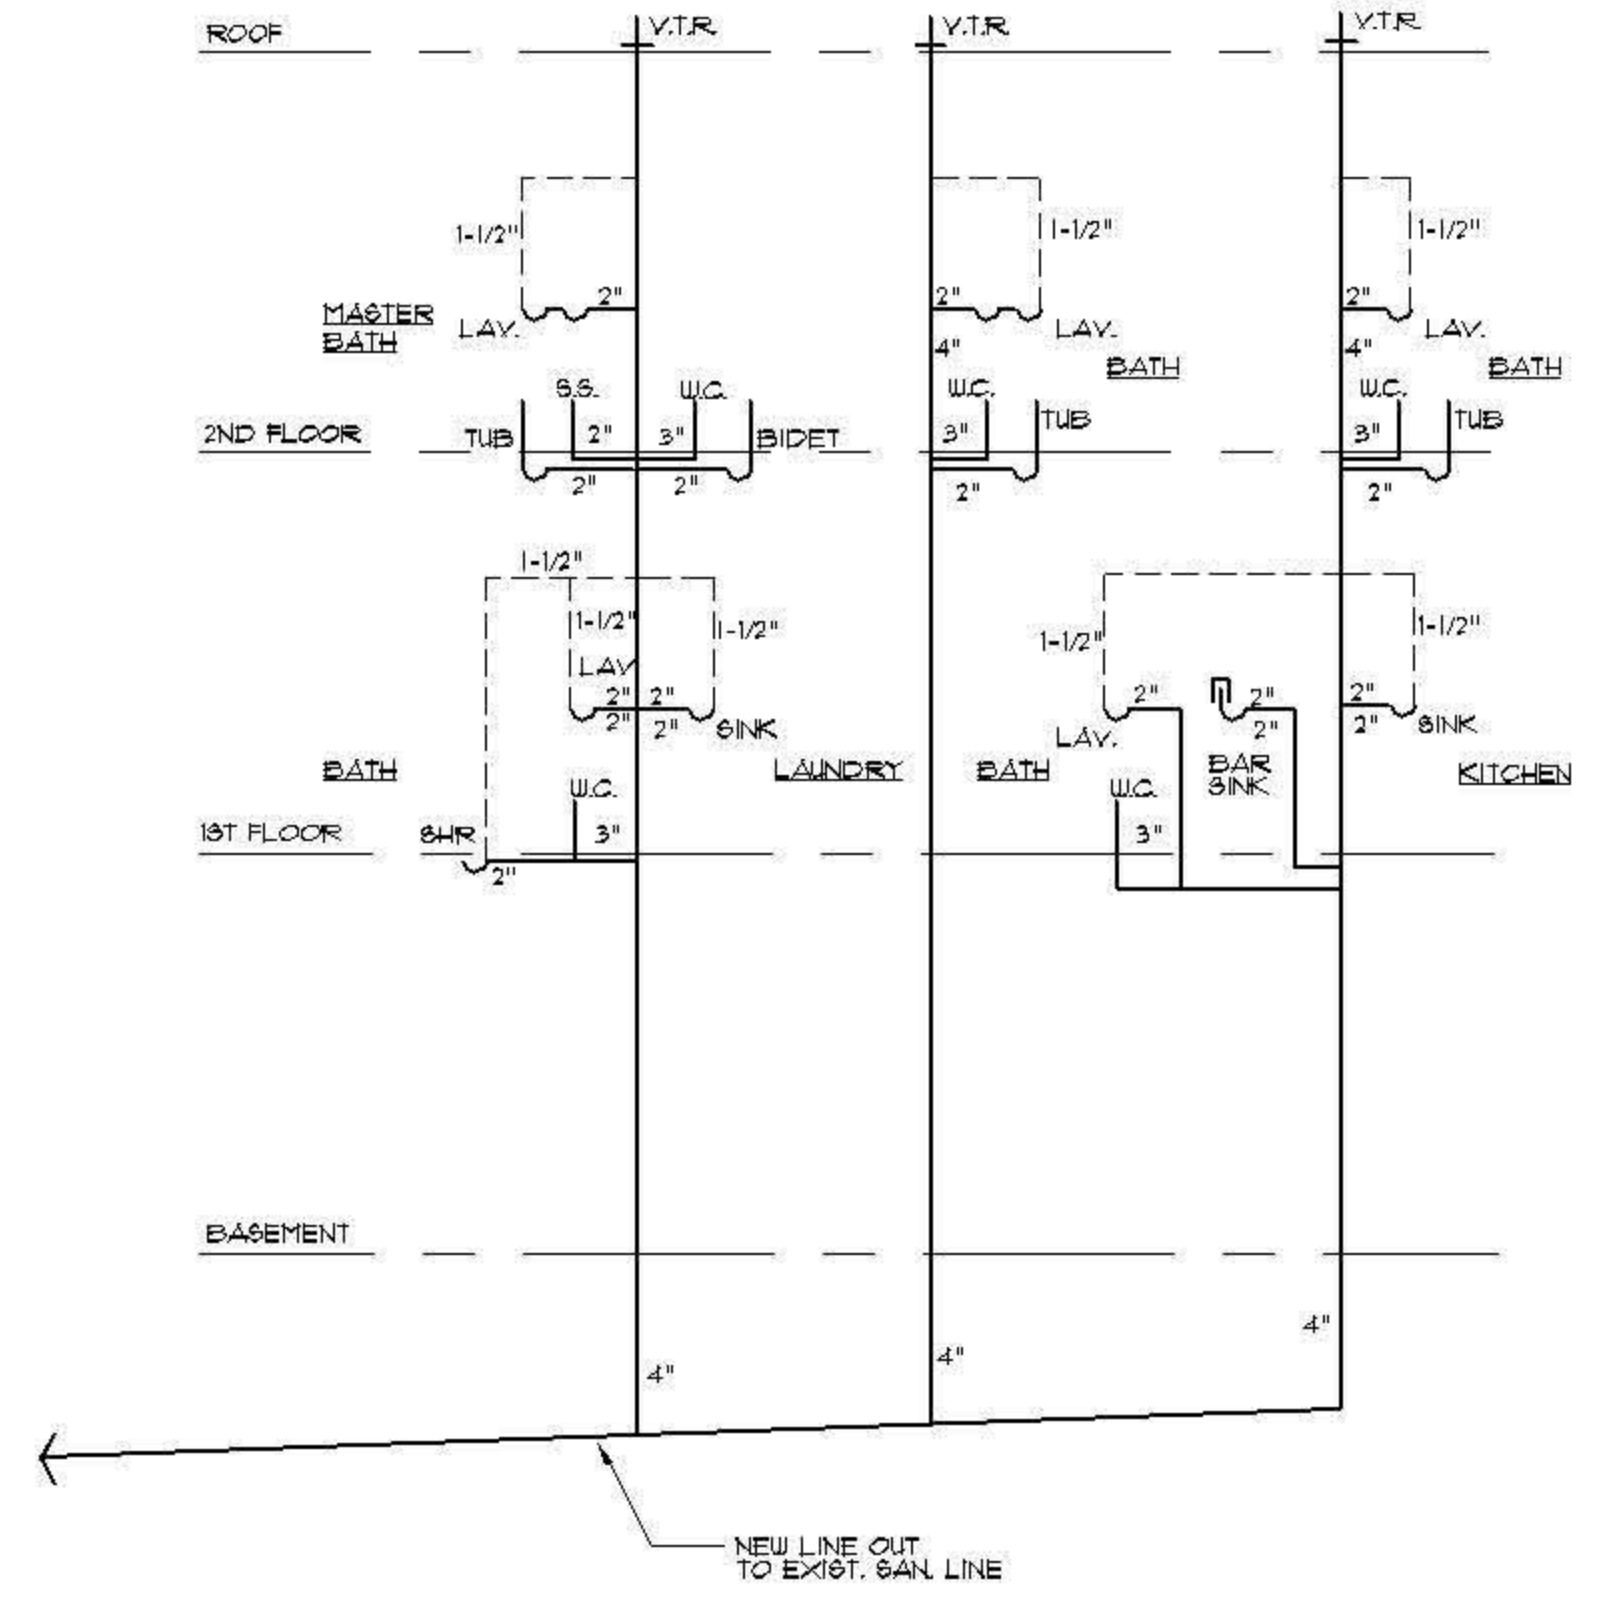 ROOF
V.T.R.
V.T.R.
V.T.R.
1-1/2"
1-1/2"
1-1/2"
2"
2"
2"
MASTER
BATH
LAV.
LAV.
LAV.
4"
4"
BATH
BATH
S.S.
W.C.
W.C.
W.C.
2ND FLOOR
TUB
2"
3"
BIDET
3"
TUB
3"
TUB
2"
2"
2"
2"
1-1/2"
1-1/2"
1-1/2"
1-1/2"
1-1/2"
LAV
2"
2"
2"
2"
SINK
2"
2"
2"
2"
2"
SINK
LAV.
BATH
LAUNDRY
BATH
BAR
SINK
KITCHEN
W.C.
W.C.
1ST FLOOR
SHR
3"
3"
2"
BASEMENT
4"
4"
4"
NEW LINE OUT
TO EXIST. SAN. LINE